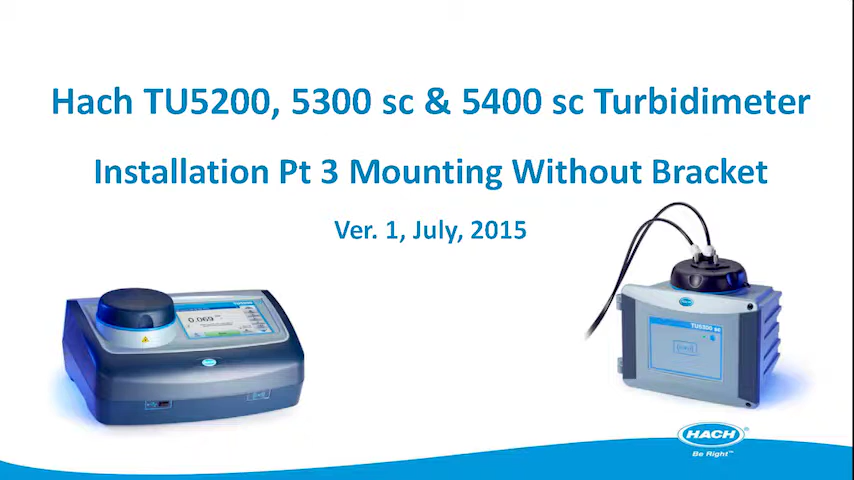 Hach TU5200, 5300 sc & 5400 sc Turbidimeter
Installation Pt 3 Mounting Without Bracket
Ver. 1, July, 2015
0.069
TU5300 sc
HACH®
Be Right™